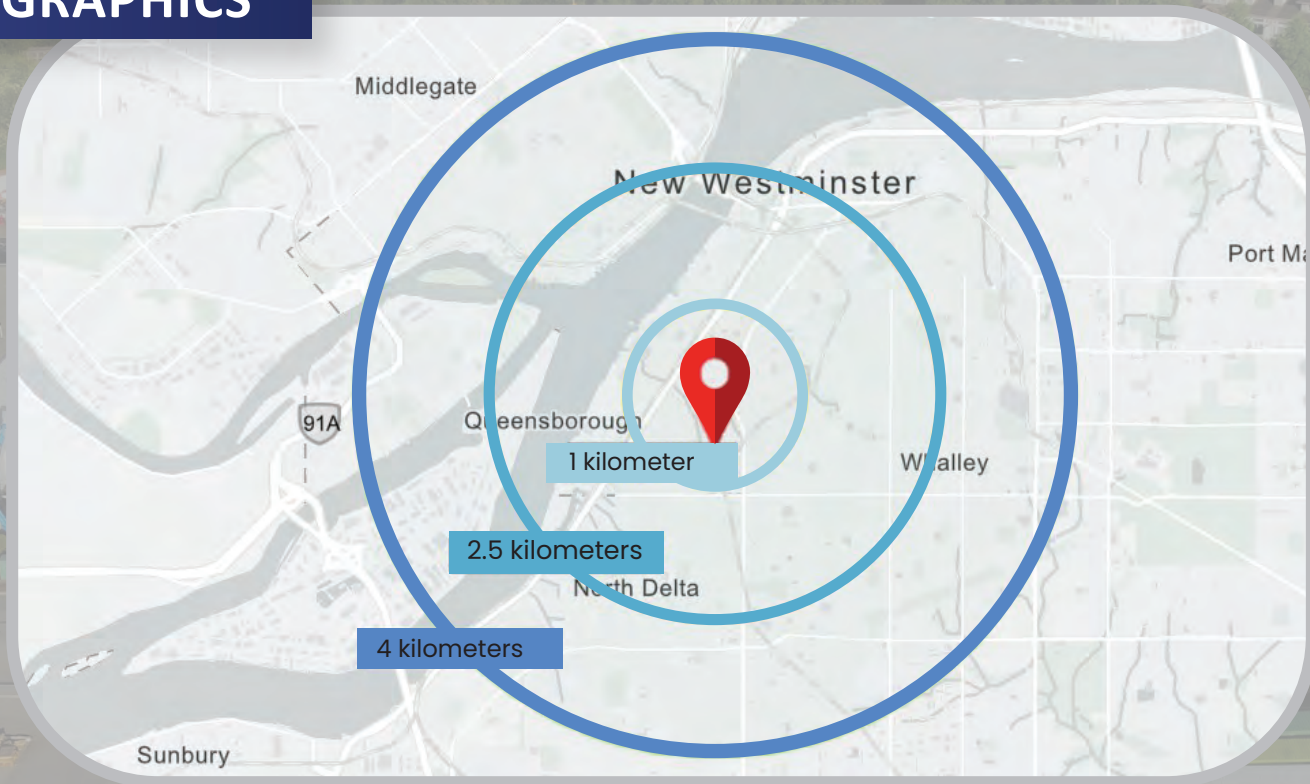 GRAPHICS
Middlegate
New Westminster
Port Ma
91A
Queensborough
1 kilometer
Whalley
2.5 kilometers
North Delta
4 kilometers
Sunbury